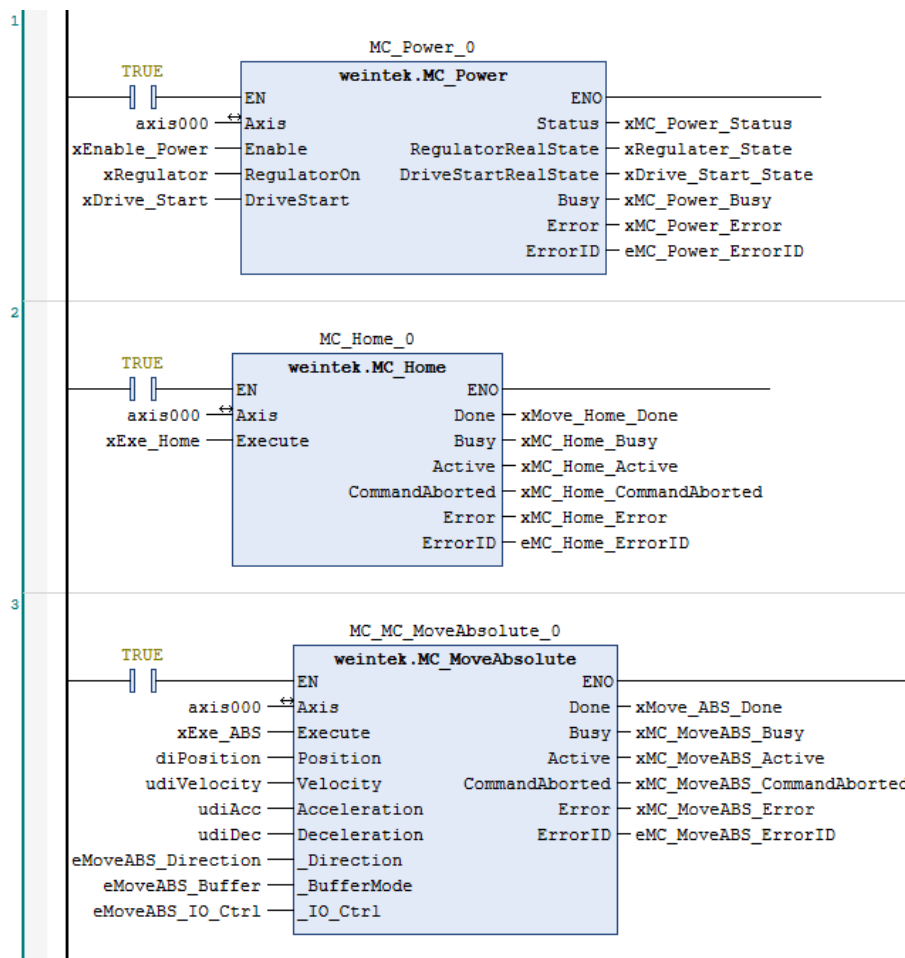 1
MC_Power_0
TRUE
weintek.MC_Power
EN ENO
axis000 Axis Status xMC_Power_Status
xEnable_Power Enable RegulatorRealState xRegulater_State
xRegulator RegulatorOn DriveStartRealState xDrive_Start_State
xDrive_Start DriveStart Busy xMC_Power_Busy
Error xMC_Power_Error
ErrorID eMC_Power_ErrorID
2
MC_Home_0
TRUE
weintek.MC_Home
EN ENO
axis000 Axis Done xMove_Home_Done
xExe_Home Execute Busy xMC_Home_Busy
Active xMC_Home_Active
CommandAborted xMC_Home_CommandAborted
Error xMC_Home_Error
ErrorID eMC_Home_ErrorID
3
MC_MC_MoveAbsolute_0
TRUE
weintek.MC_MoveAbsolute
EN ENO
axis000 Axis Done xMove_ABS_Done
xExe_ABS Execute Busy xMC_MoveABS_Busy
diPosition Position Active xMC_MoveABS_Active
udiVelocity Velocity CommandAborted xMC_MoveABS_CommandAborted
udiAcc Acceleration Error xMC_MoveABS_Error
udiDec Deceleration ErrorID eMC_MoveABS_ErrorID
eMoveABS_Direction _Direction
eMoveABS_Buffer _BufferMode
eMoveABS_IO_Ctrl _IO_Ctrl